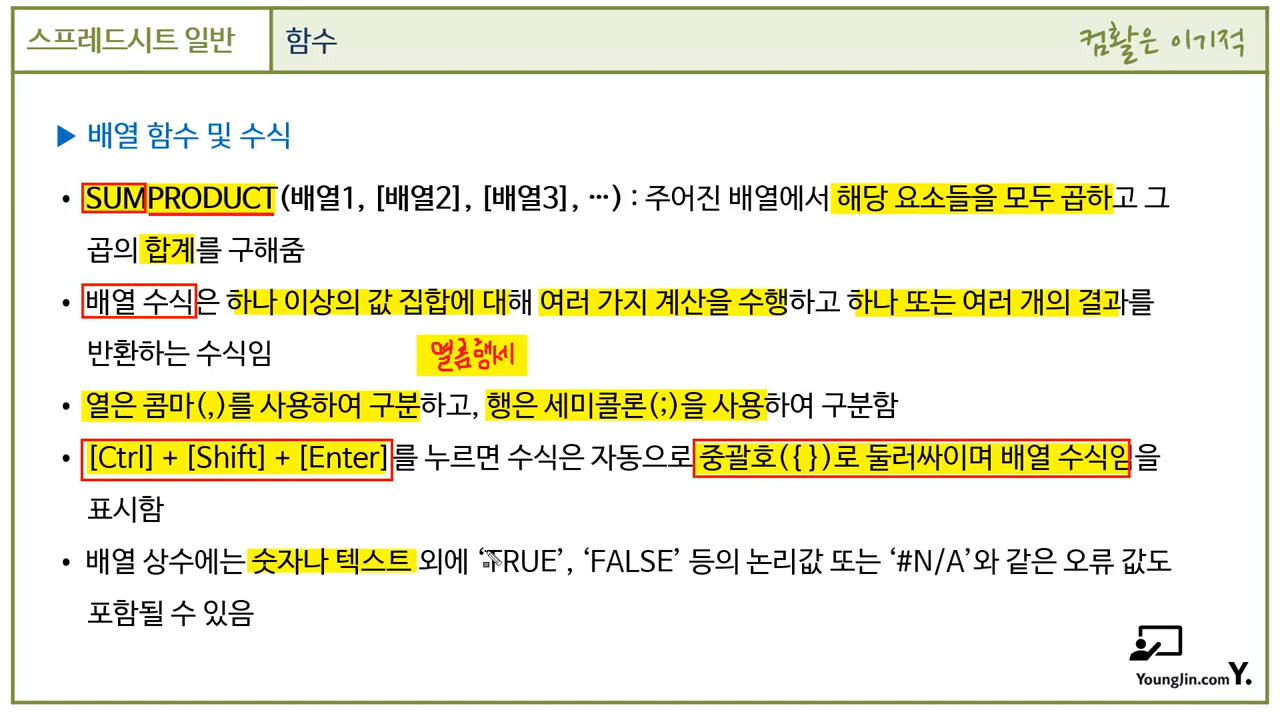 스프레드시트 일반
함수
컴활은 이기적
▶ 배열 함수 및 수식
• SUMPRODUCT(배열1, [배열2], [배열3], …) : 주어진 배열에서 해당 요소들을 모두 곱하고 그
곱의 합계를 구해줌
• 배열 수식은 하나 이상의 값 집합에 대해 여러 가지 계산을 수행하고 하나 또는 여러 개의 결과를
반환하는 수식임
열콤행세
• 열은 콤마(,)를 사용하여 구분하고, 행은 세미콜론(;)을 사용하여 구분함
• [Ctrl] + [Shift] + [Enter]를 누르면 수식은 자동으로 중괄호({ })로 둘러싸이며 배열 수식임을
표시함
• 배열 상수에는 숫자나 텍스트 외에 ‘TRUE’, ‘FALSE’ 등의 논리값 또는 ‘#N/A’와 같은 오류 값도
포함될 수 있음
YoungJin.com Y.